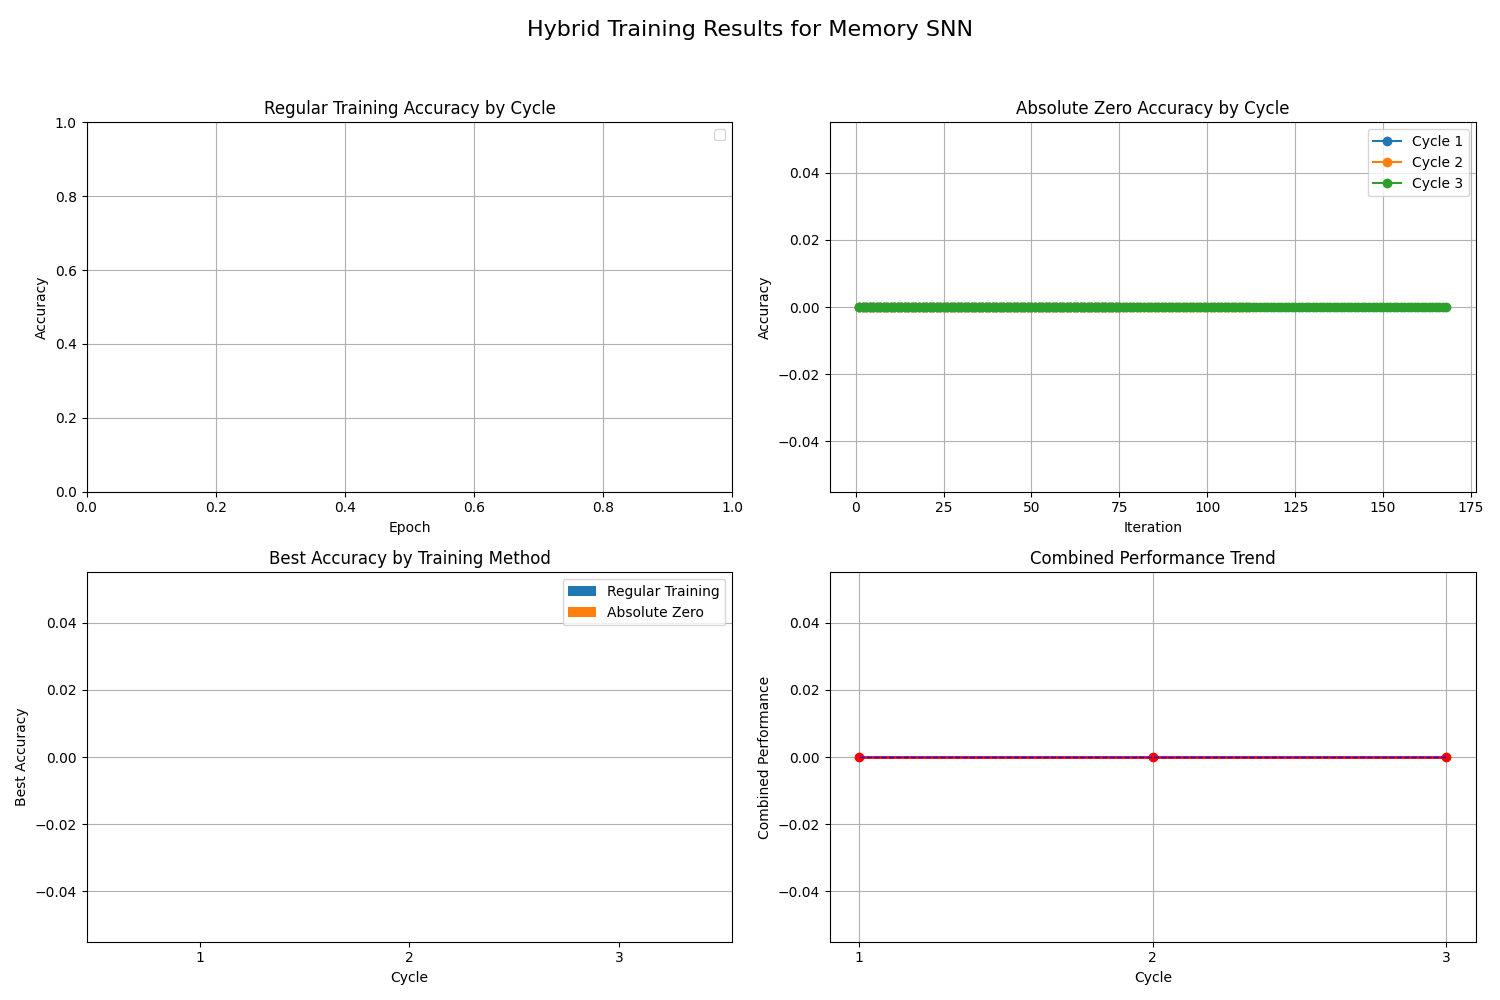 Hybrid Training Results for Memory SNN
Regular Training Accuracy by Cycle
1.0
0.8
0.6
0.4
0.2
0.0
Accuracy
0.0 0.2 0.4 0.6 0.8 1.0
Epoch
Absolute Zero Accuracy by Cycle
Cycle 1
Cycle 2
Cycle 3
0.04
0.02
0.00
−0.02
−0.04
Accuracy
0 25 50 75 100 125 150 175
Iteration
Best Accuracy by Training Method
Regular Training
Absolute Zero
0.04
0.02
0.00
−0.02
−0.04
Best Accuracy
1 2 3
Cycle
Combined Performance Trend
0.04
0.02
0.00
−0.02
−0.04
Combined Performance
1 2 3
Cycle